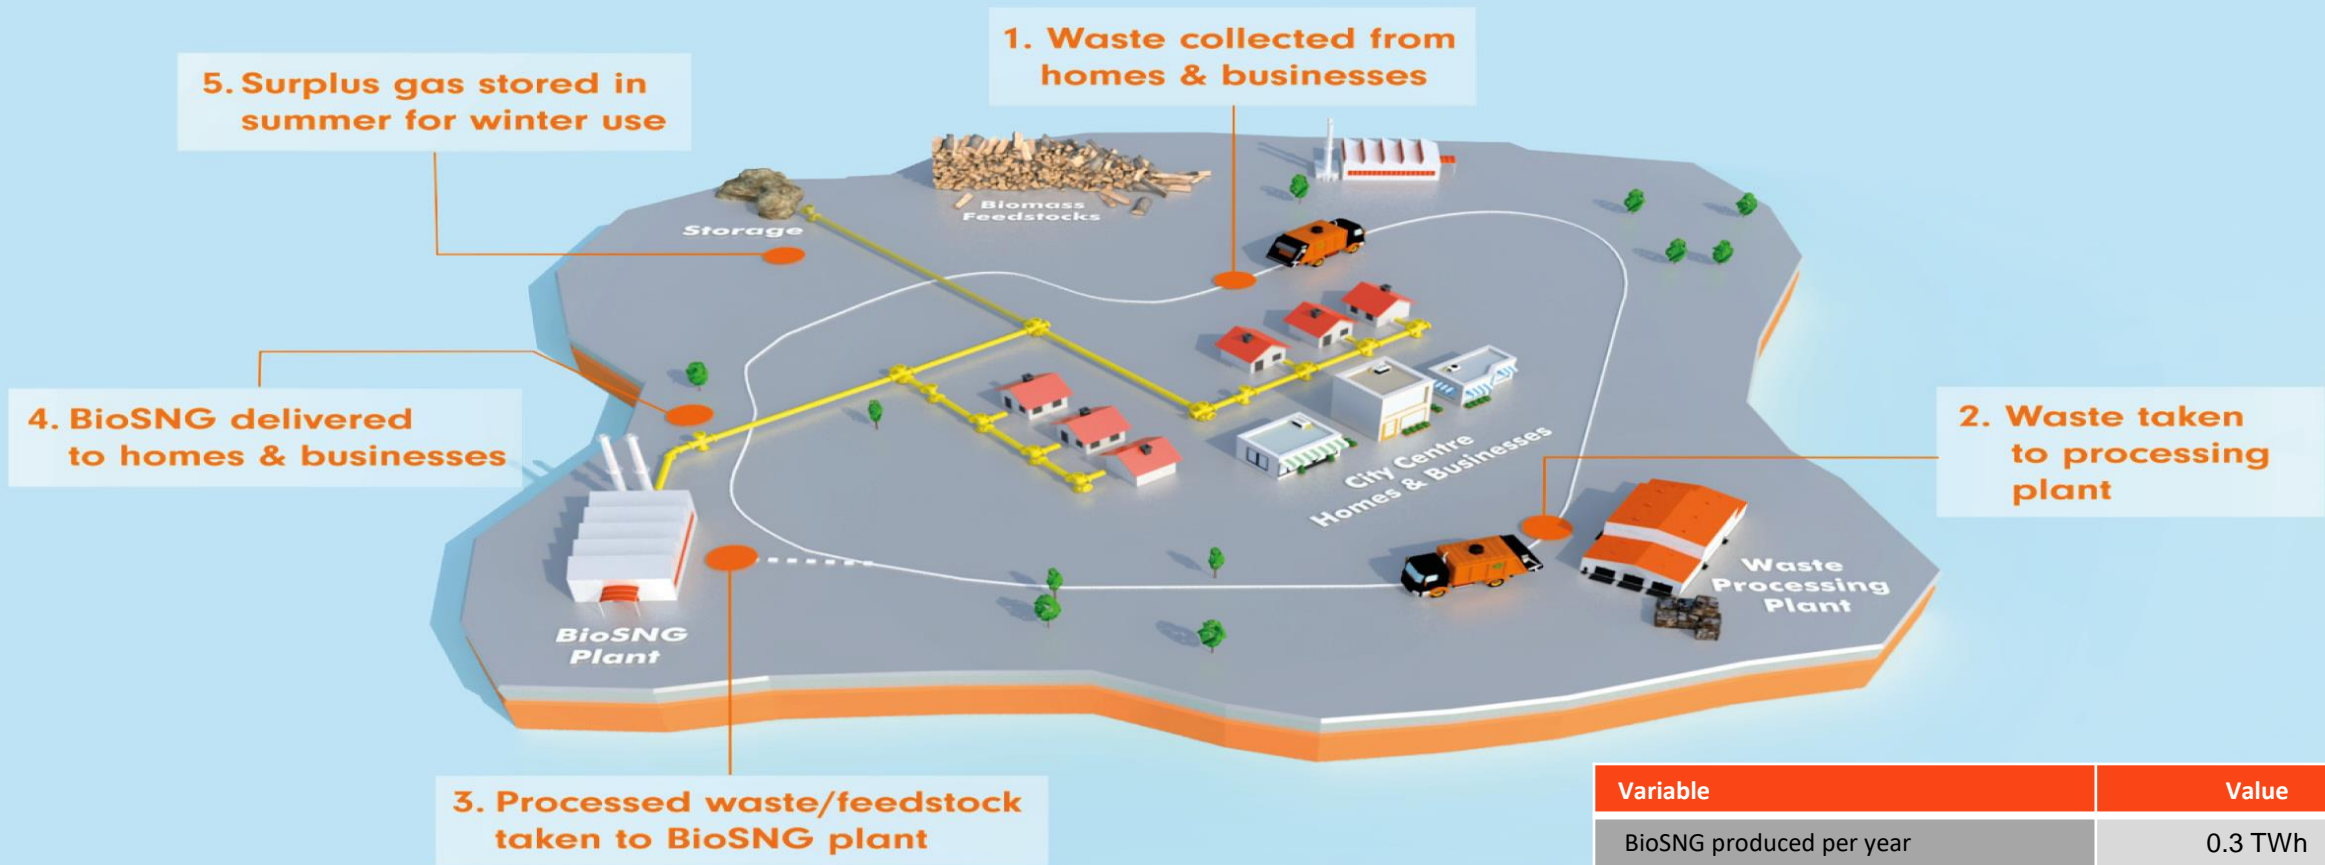 1. Waste collected from
homes & businesses
5. Surplus gas stored in
summer for winter use
Biomass
Feedstocks
Storage
4. BioSNG delivered
to homes & businesses
2. Waste taken
to processing
plant
City Centre
Homes & Businesses
Waste
Processing
Plant
BioSNG
Plant
3. Processed waste/feedstock
taken to BioSNG plant
Variable Value
BioSNG produced per year 0.3 TWh